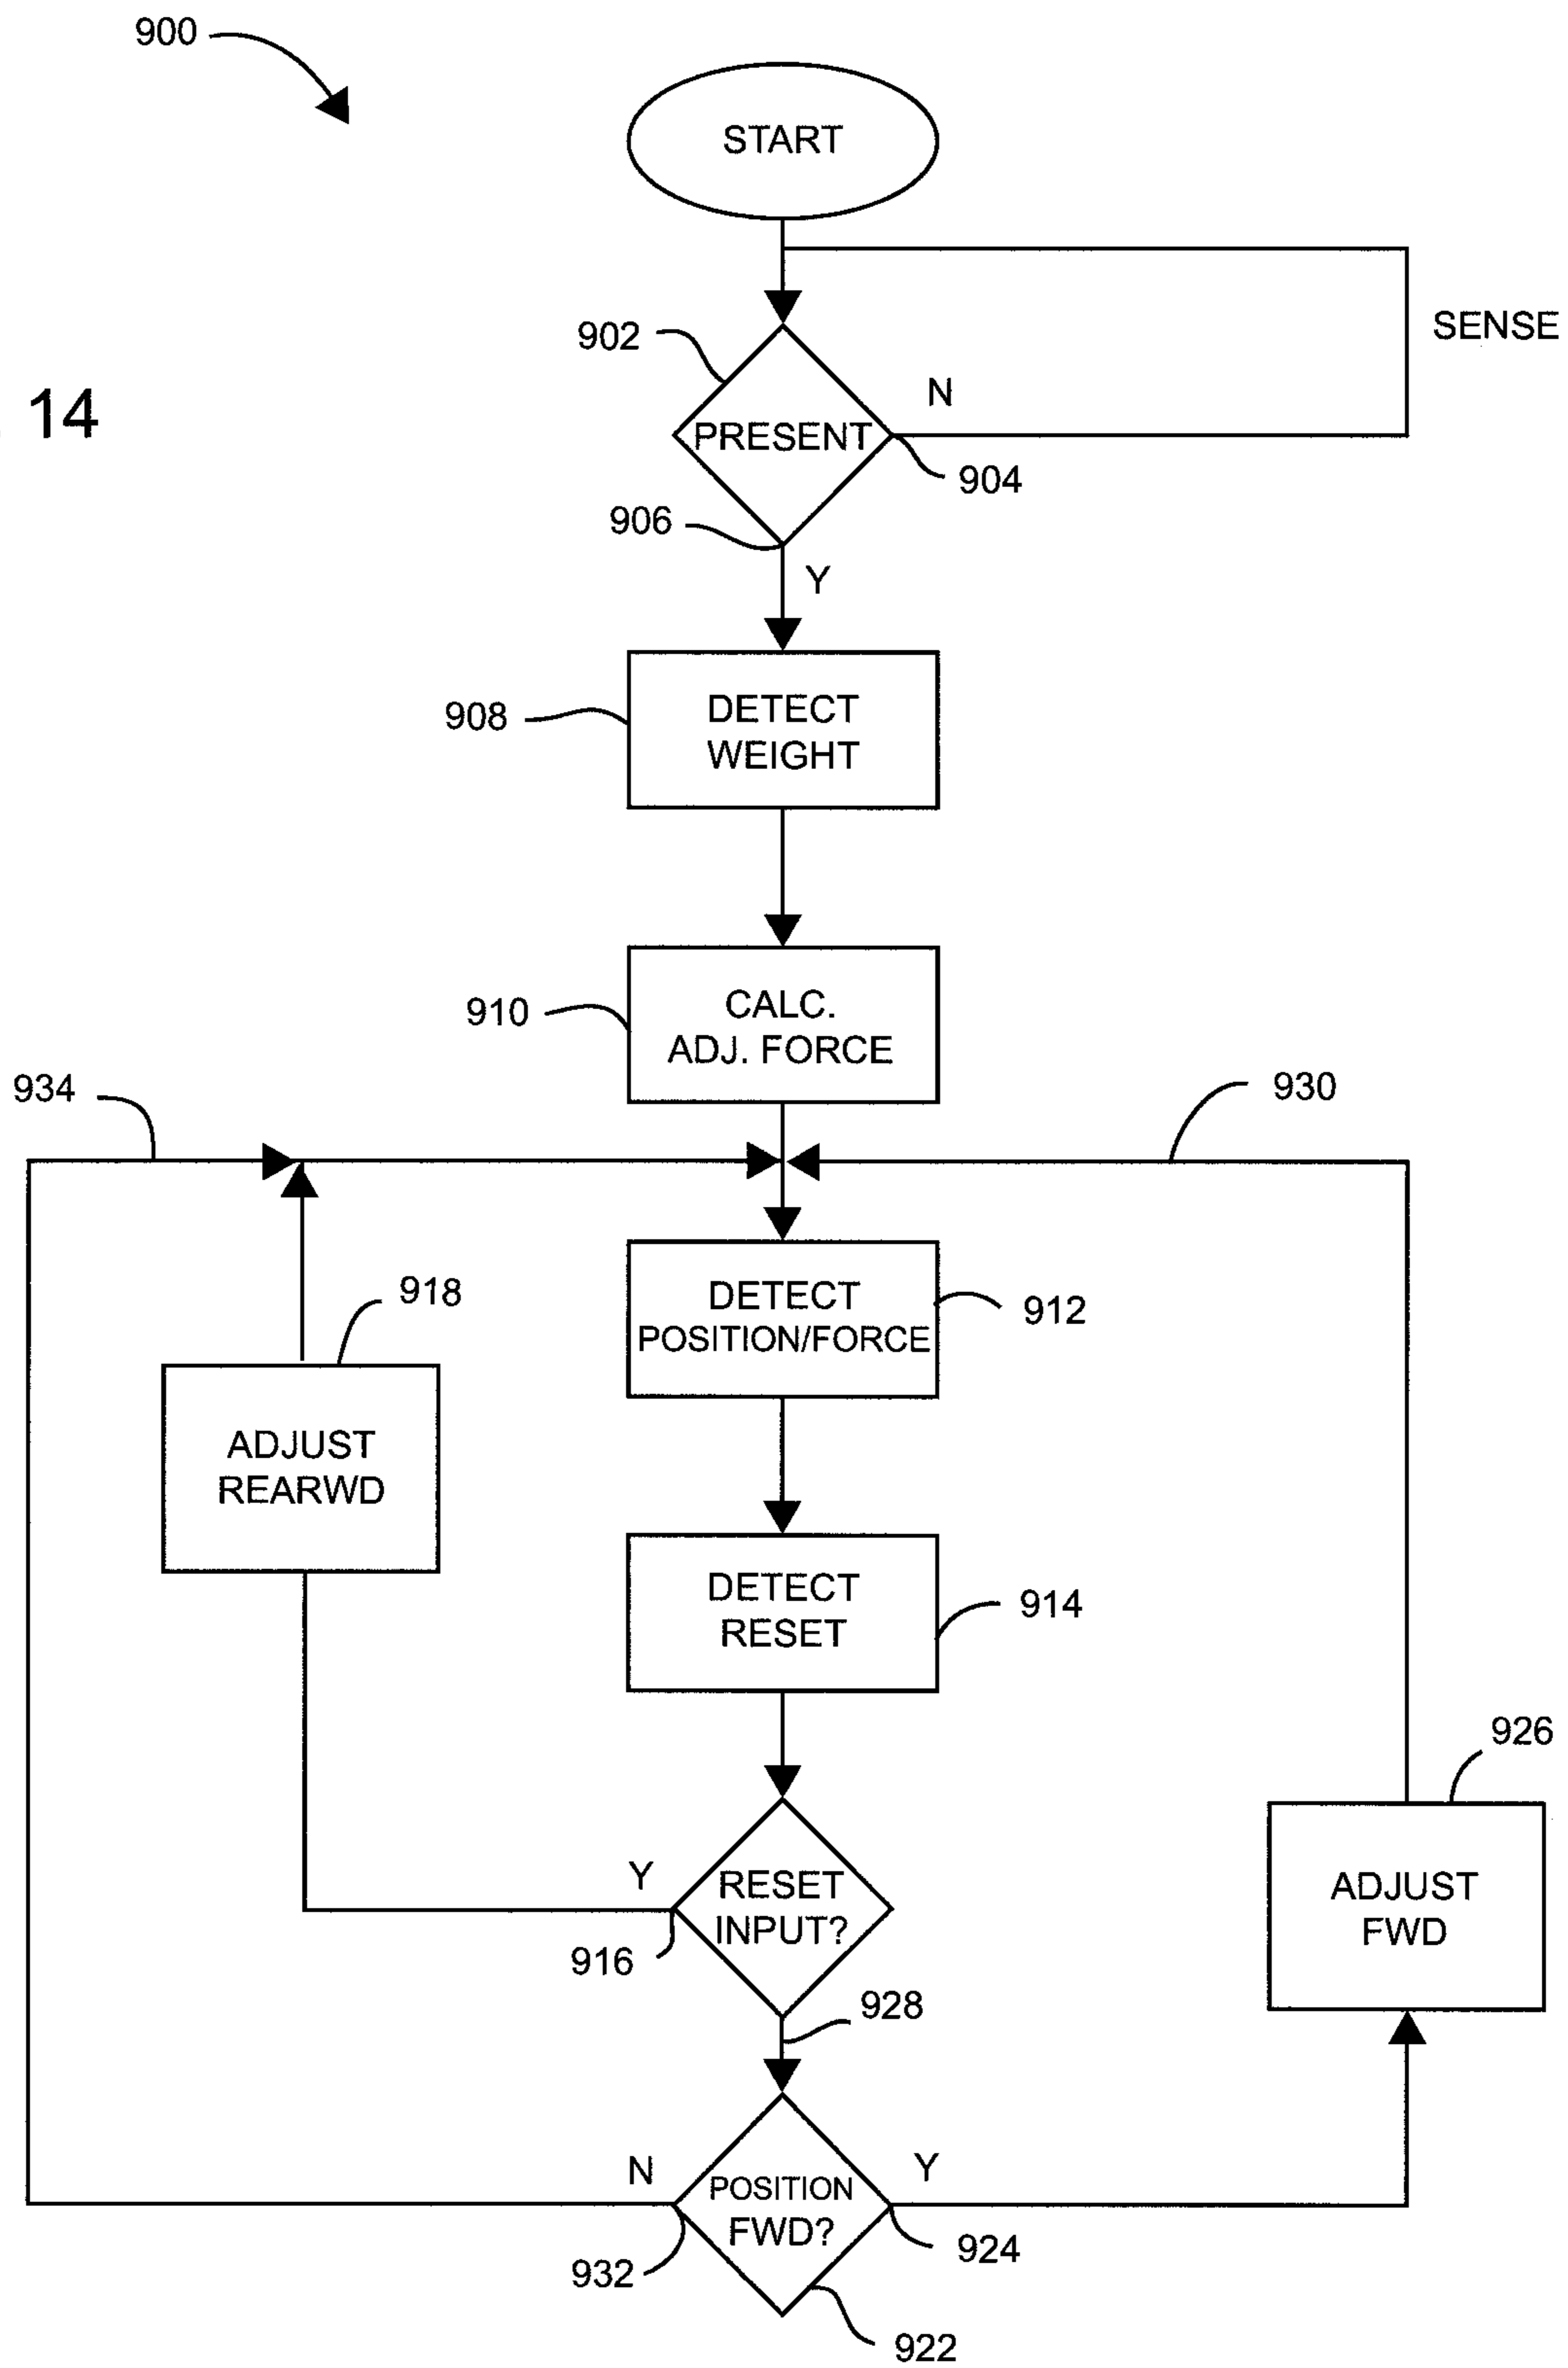 900
START
SENSE
902
N
14
PRESENT
904
906
Y
DETECT
WEIGHT
908
CALC.
ADJ. FORCE
910
934
930
918
DETECT
POSITION/FORCE
912
ADJUST
REARWD
DETECT
RESET
914
926
Y
RESET
INPUT?
ADJUST
FWD
916
928
N
Y
POSITION
FWD?
932
924
922